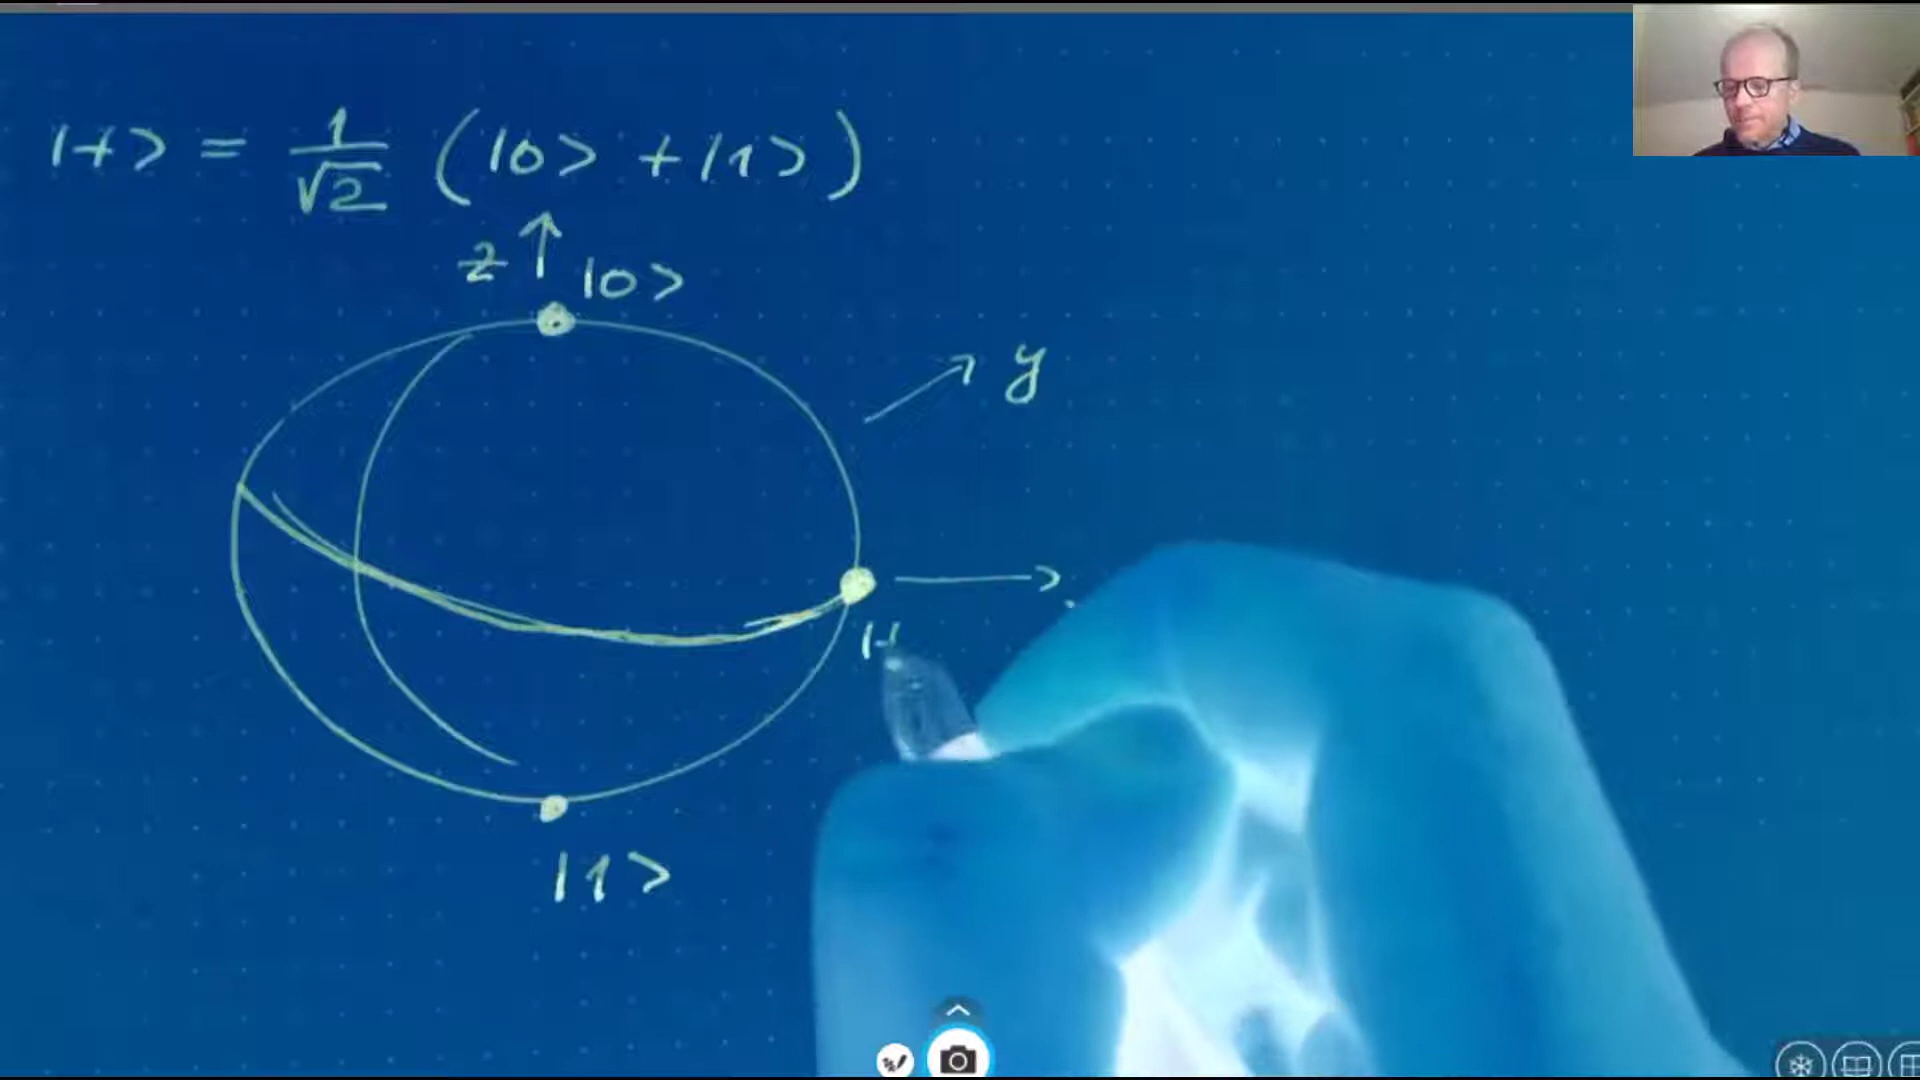 |+> = 1/√2 (|0> + |1>)
z |0>
y
|+
|1>